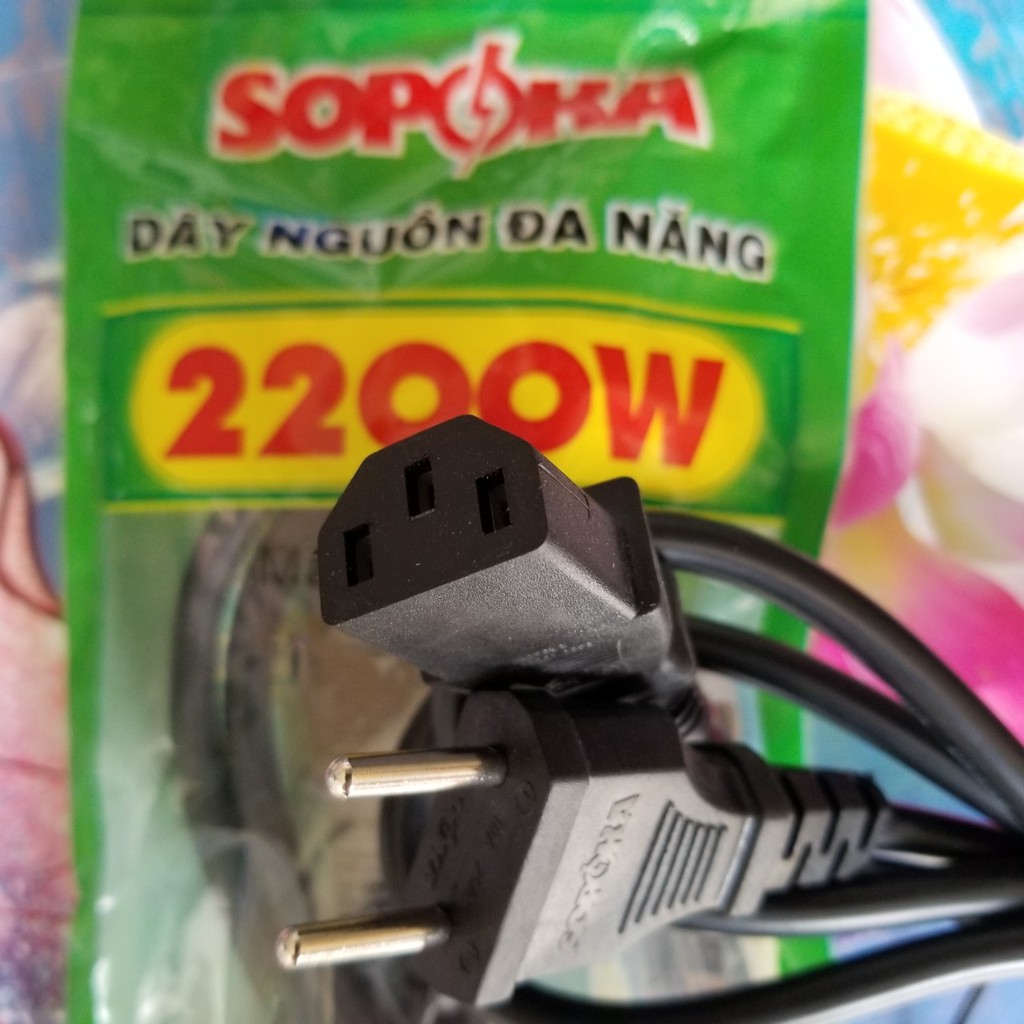 SOPOKA
DÂY NGUỒN ĐA NĂNG
2200W